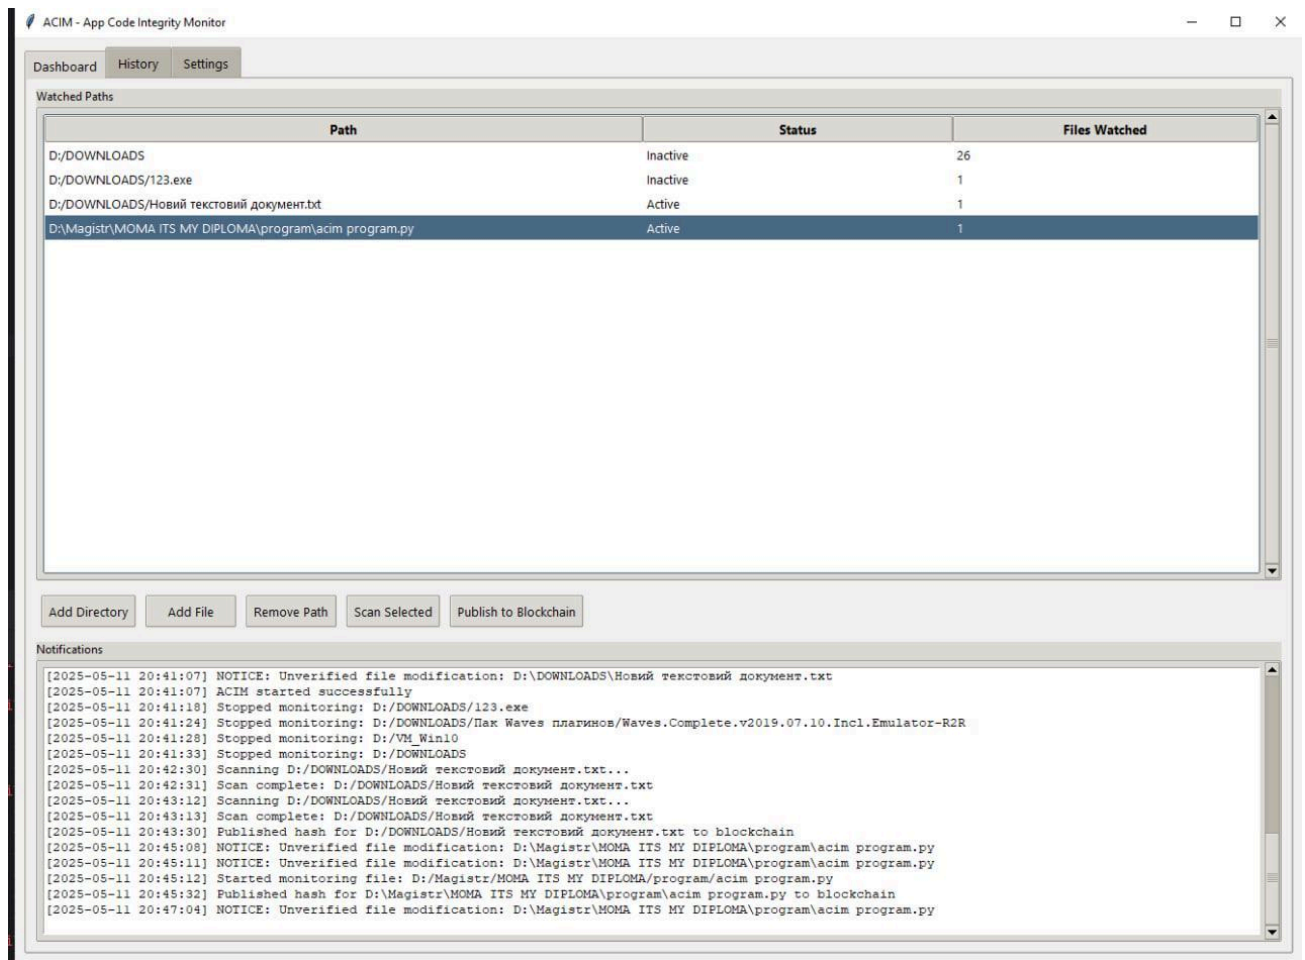 ACIM - App Code Integrity Monitor
Dashboard History Settings
Watched Paths
Path Status Files Watched
D:/DOWNLOADS Inactive 26
D:/DOWNLOADS/123.exe Inactive 1
D:/DOWNLOADS/Новий текстовий документ.txt Active 1
D:\Magistr\MOMA ITS MY DIPLOMA\program\acim program.py Active 1
Add Directory Add File Remove Path Scan Selected Publish to Blockchain
Notifications
[2025-05-11 20:41:07] NOTICE: Unverified file modification: D:\DOWNLOADS\Новий текстовий документ.txt
[2025-05-11 20:41:07] ACIM started successfully
[2025-05-11 20:41:18] Stopped monitoring: D:/DOWNLOADS/123.exe
[2025-05-11 20:41:24] Stopped monitoring: D:/DOWNLOADS/Пак Waves плагинов/Waves.Complete.v2019.07.10.Incl.Emulator-R2R
[2025-05-11 20:41:28] Stopped monitoring: D:/VM_Win10
[2025-05-11 20:41:33] Stopped monitoring: D:/DOWNLOADS
[2025-05-11 20:42:30] Scanning D:/DOWNLOADS/Новий текстовий документ.txt...
[2025-05-11 20:42:31] Scan complete: D:/DOWNLOADS/Новий текстовий документ.txt
[2025-05-11 20:43:12] Scanning D:/DOWNLOADS/Новий текстовий документ.txt...
[2025-05-11 20:43:13] Scan complete: D:/DOWNLOADS/Новий текстовий документ.txt
[2025-05-11 20:43:30] Published hash for D:/DOWNLOADS/Новий текстовий документ.txt to blockchain
[2025-05-11 20:45:08] NOTICE: Unverified file modification: D:\Magistr\MOMA ITS MY DIPLOMA\program\acim program.py
[2025-05-11 20:45:11] NOTICE: Unverified file modification: D:\Magistr\MOMA ITS MY DIPLOMA\program\acim program.py
[2025-05-11 20:45:12] Started monitoring file: D:/Magistr/MOMA ITS MY DIPLOMA/program/acim program.py
[2025-05-11 20:45:32] Published hash for D:\Magistr\MOMA ITS MY DIPLOMA\program\acim program.py to blockchain
[2025-05-11 20:47:04] NOTICE: Unverified file modification: D:\Magistr\MOMA ITS MY DIPLOMA\program\acim program.py